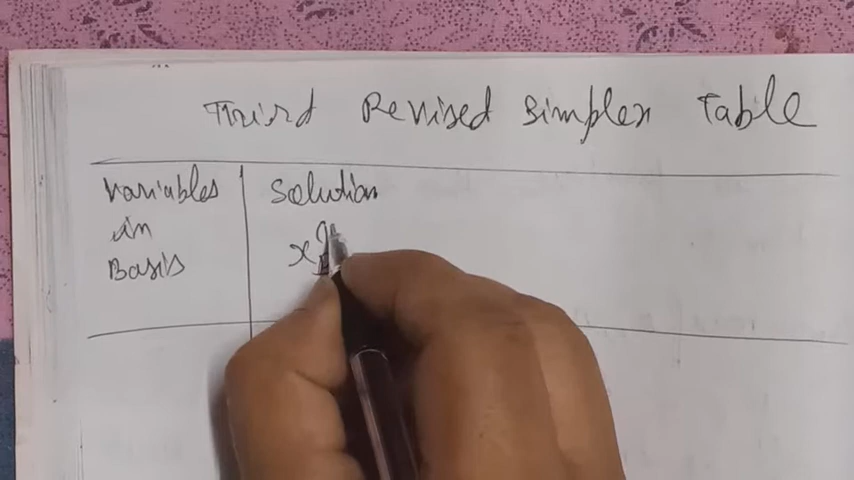 Third Revised Simplex Table
Variables
in
Basis
Solution
x